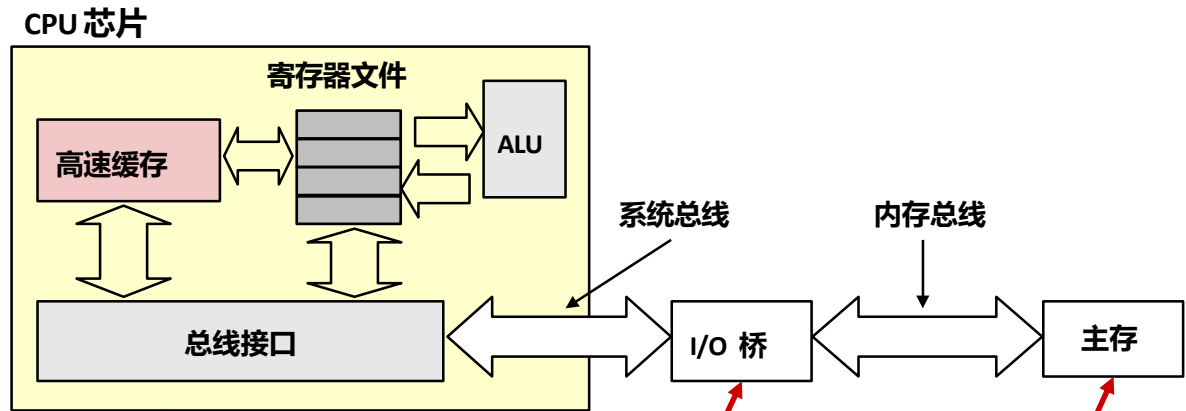 CPU 芯片
寄存器文件
高速缓存
ALU
系统总线
内存总线
总线接口
I/O 桥
主存